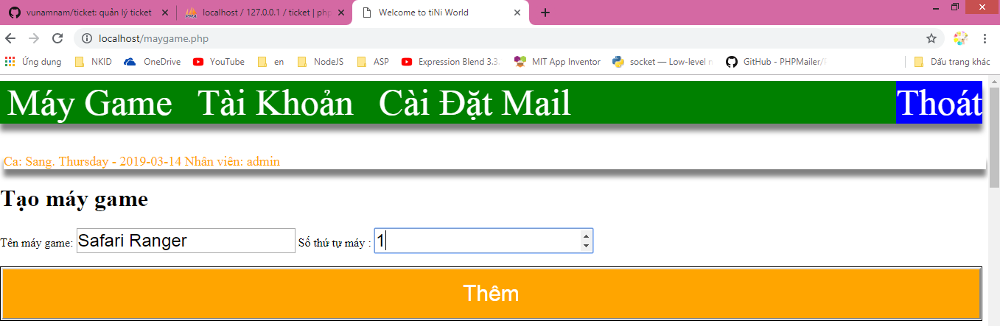 vunamnam/ticket: quản lý ticket
localhost / 127.0.0.1 / ticket | php
Welcome to tiNi World
localhost/maygame.php
Ứng dụng NKID OneDrive YouTube en NodeJS ASP Expression Blend 3.3. MIT App Inventor socket — Low-level n GitHub - PHPMailer/ Dấu trang khác
Máy Game Tài Khoản Cài Đặt Mail Thoát
Ca: Sang. Thursday - 2019-03-14 Nhân viên: admin
Tạo máy game
Tên máy game: Safari Ranger Số thứ tự máy : 1
Thêm